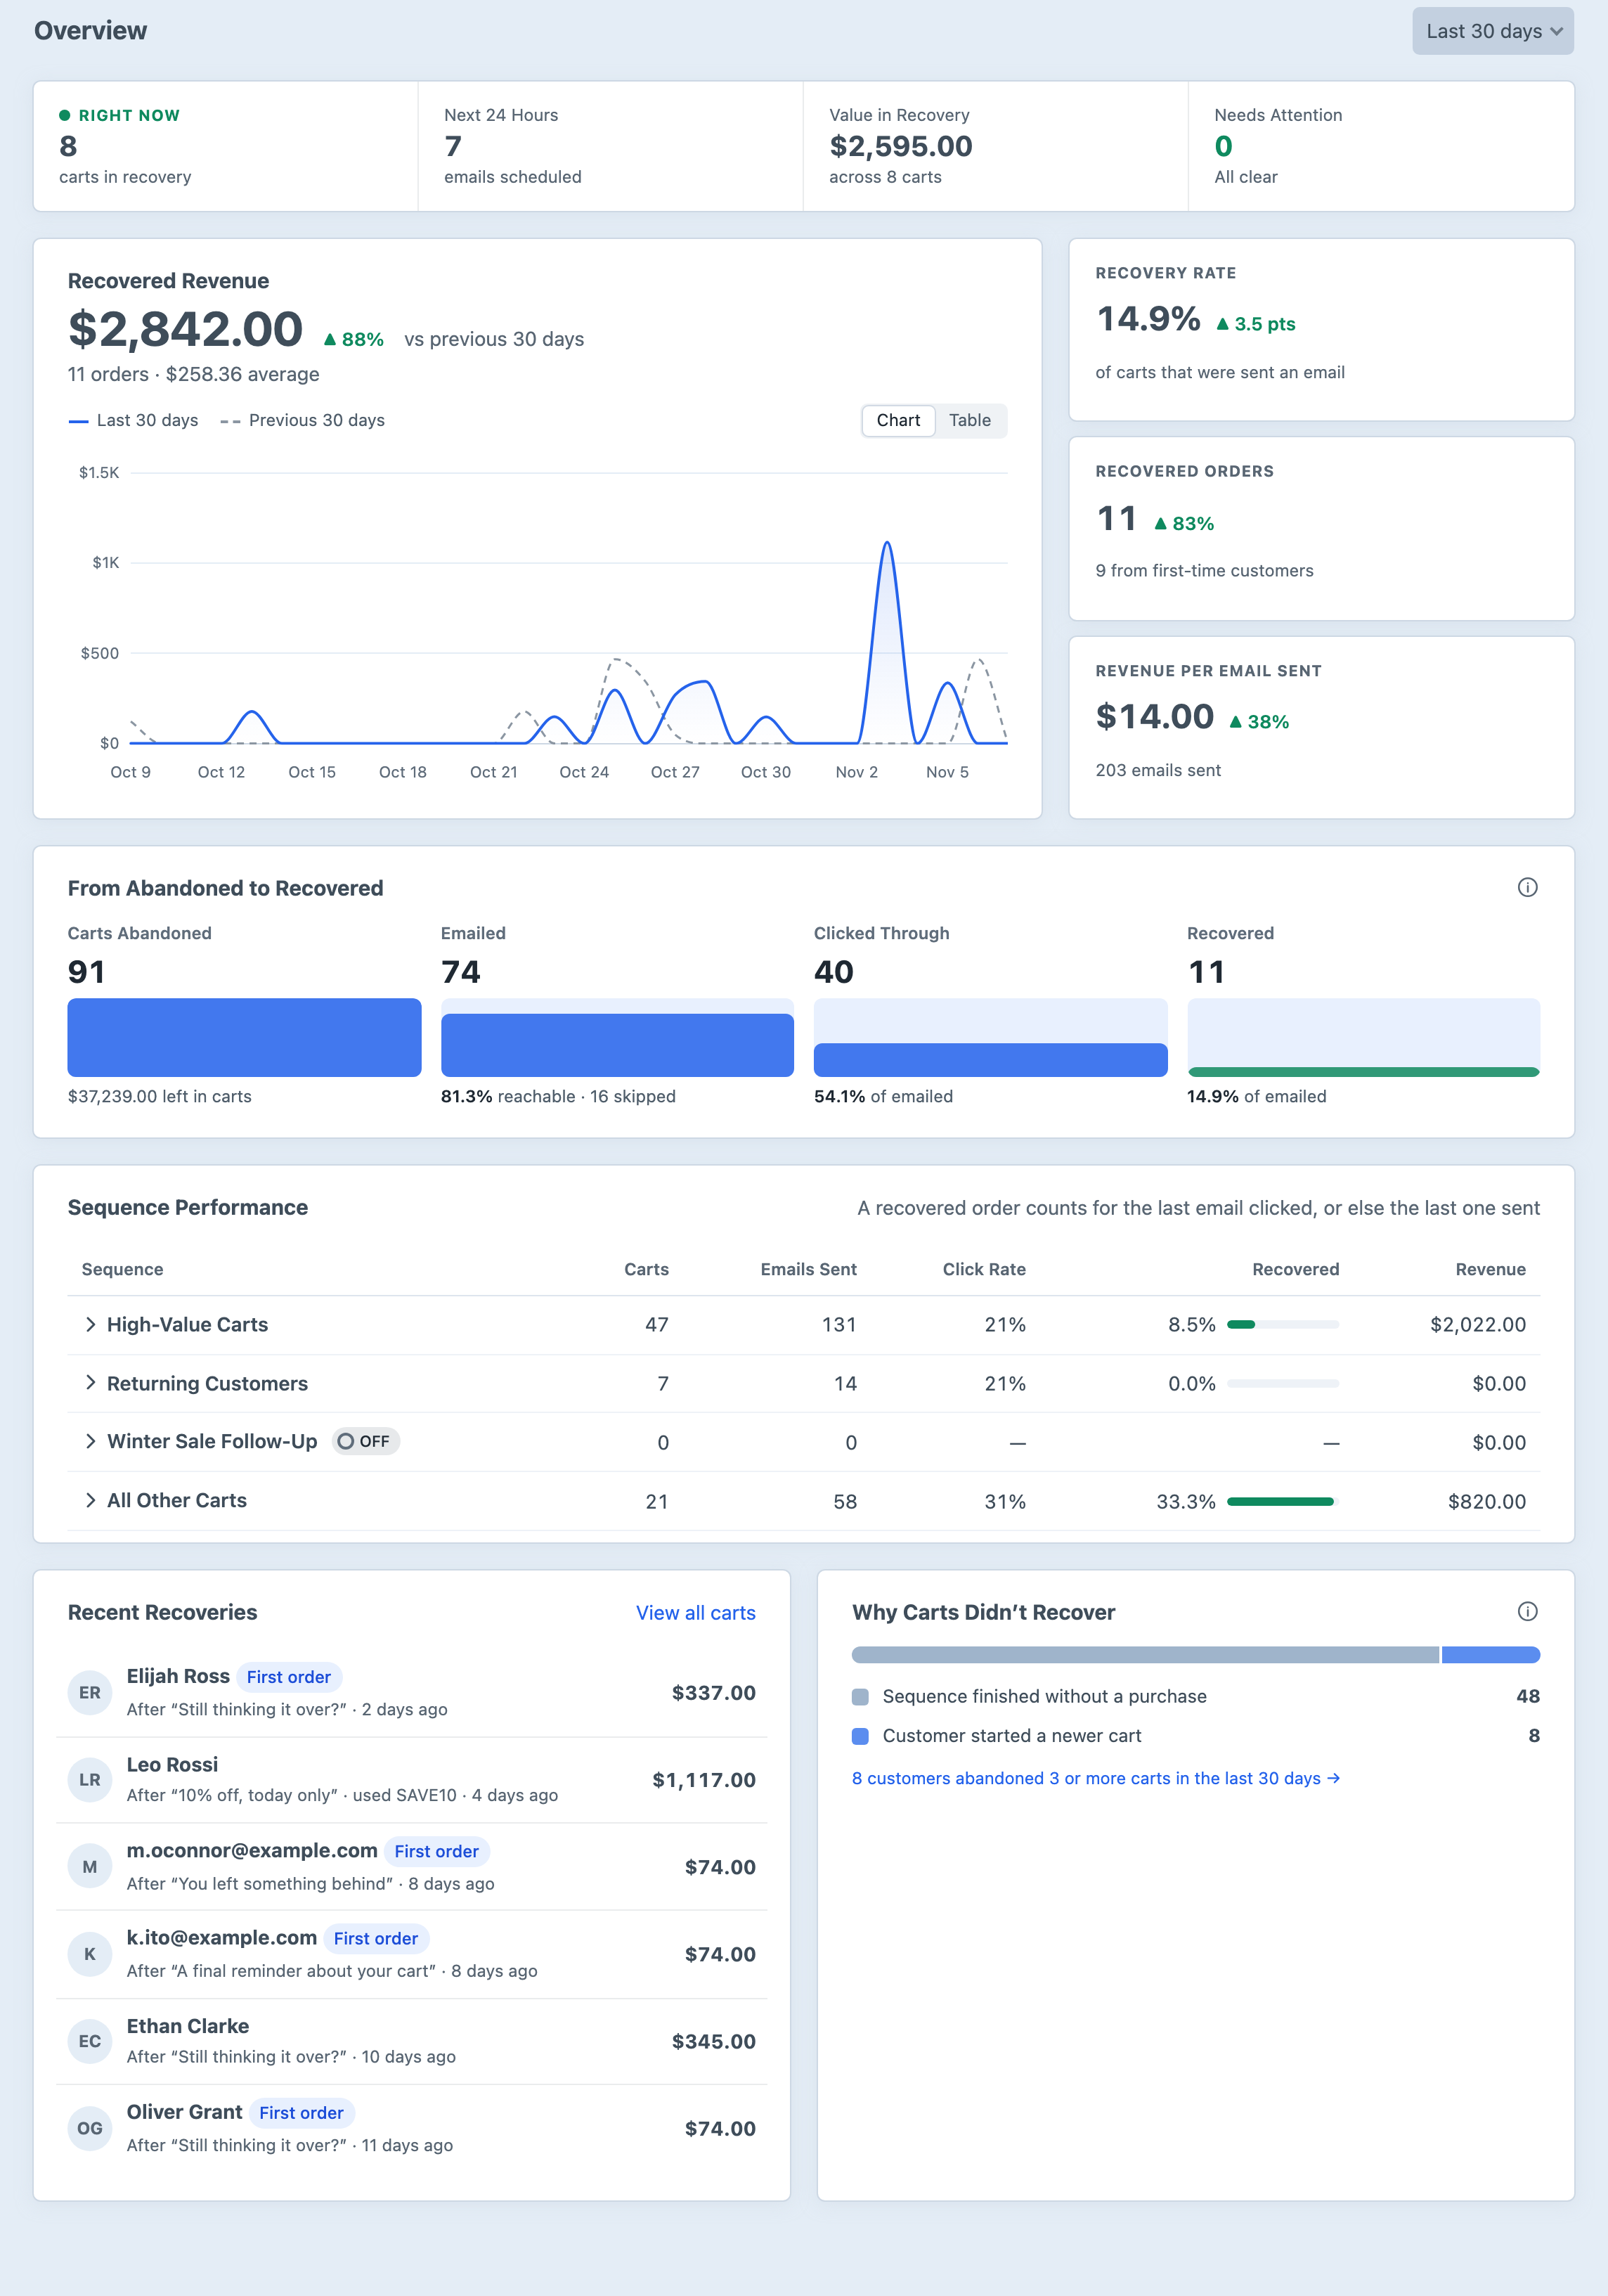 Overview
Last 30 days
RIGHT NOW
8
carts in recovery
Next 24 Hours
7
emails scheduled
Value in Recovery
$2,595.00
across 8 carts
Needs Attention
0
All clear
Recovered Revenue
$2,842.00 ▲ 88% vs previous 30 days
11 orders · $258.36 average
Last 30 days Previous 30 days
Chart Table
$1.5K
$1K
$500
$0
Oct 9 Oct 12 Oct 15 Oct 18 Oct 21 Oct 24 Oct 27 Oct 30 Nov 2 Nov 5
RECOVERY RATE
14.9% ▲ 3.5 pts
of carts that were sent an email
RECOVERED ORDERS
11 ▲ 83%
9 from first-time customers
REVENUE PER EMAIL SENT
$14.00 ▲ 38%
203 emails sent
From Abandoned to Recovered
Carts Abandoned
91
$37,239.00 left in carts
Emailed
74
81.3% reachable · 16 skipped
Clicked Through
40
54.1% of emailed
Recovered
11
14.9% of emailed
Sequence Performance
A recovered order counts for the last email clicked, or else the last one sent
Sequence Carts Emails Sent Click Rate Recovered Revenue
High-Value Carts 47 131 21% 8.5% $2,022.00
Returning Customers 7 14 21% 0.0% $0.00
Winter Sale Follow-Up OFF 0 0 — — $0.00
All Other Carts 21 58 31% 33.3% $820.00
Recent Recoveries
View all carts
ER
Elijah Ross First order
After “Still thinking it over?” · 2 days ago
$337.00
LR
Leo Rossi
After “10% off, today only” · used SAVE10 · 4 days ago
$1,117.00
M
m.oconnor@example.com First order
After “You left something behind” · 8 days ago
$74.00
K
k.ito@example.com First order
After “A final reminder about your cart” · 8 days ago
$74.00
EC
Ethan Clarke
After “Still thinking it over?” · 10 days ago
$345.00
OG
Oliver Grant First order
After “Still thinking it over?” · 11 days ago
$74.00
Why Carts Didn’t Recover
Sequence finished without a purchase 48
Customer started a newer cart 8
8 customers abandoned 3 or more carts in the last 30 days →